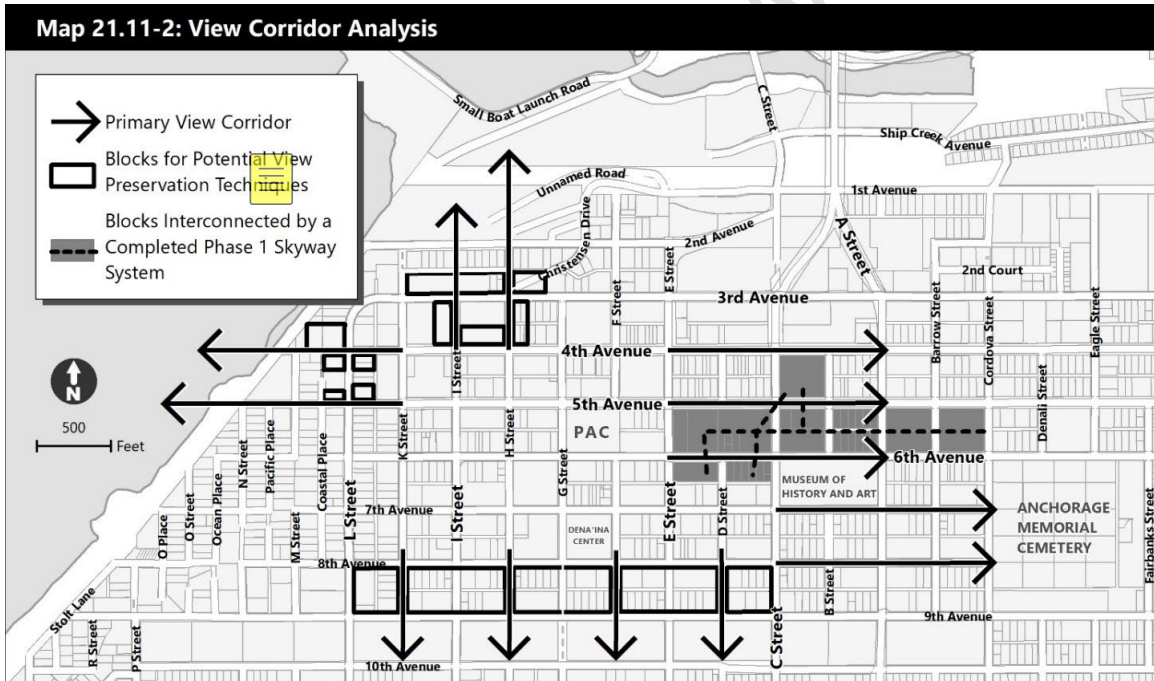 Map 21.11-2: View Corridor Analysis
Primary View Corridor
Blocks for Potential View
Preservation Techniques
Blocks Interconnected by a
Completed Phase 1 Skyway
System
N
500
Feet
Small Boat Launch Road
C Street
Ship Creek Avenue
Unnamed Road
1st Avenue
Christensen Drive
2nd Avenue
A Street
E Street
2nd Court
F Street
3rd Avenue
Barrow Street
Cordova Street
Eagle Street
4th Avenue
I Street
5th Avenue
PAC
Denali Street
K Street
H Street
6th Avenue
N Street
Pacific Place
Coastal Place
G Street
MUSEUM OF
HISTORY AND ART
O Place
O Street
Ocean Place
M Street
L Street
7th Avenue
I Street
DENA'INA
CENTER
E Street
D Street
ANCHORAGE
MEMORIAL
CEMETERY
Fairbanks Street
8th Avenue
Stolt Lane
B Street
9th Avenue
R Street
P Street
10th Avenue
C Street